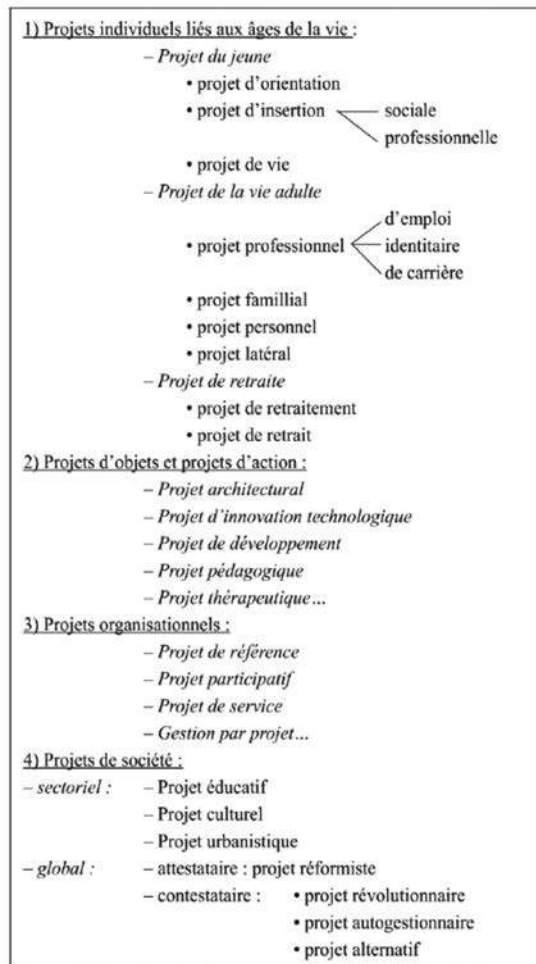 1) Projets individuels liés aux âges de la vie :
– Projet du jeune
• projet d'orientation
• projet d'insertion sociale
professionnelle
• projet de vie
– Projet de la vie adulte
d'emploi
• projet professionnel identitaire
de carrière
• projet famillial
• projet personnel
• projet latéral
– Projet de retraite
• projet de retraitement
• projet de retrait
2) Projets d'objets et projets d'action :
– Projet architectural
– Projet d'innovation technologique
– Projet de développement
– Projet pédagogique
– Projet thérapeutique...
3) Projets organisationnels :
– Projet de référence
– Projet participatif
– Projet de service
– Gestion par projet...
4) Projets de société :
– sectoriel : – Projet éducatif
– Projet culturel
– Projet urbanistique
– global : – attestataire : projet réformiste
– contestataire : • projet révolutionnaire
• projet autogestionnaire
• projet alternatif